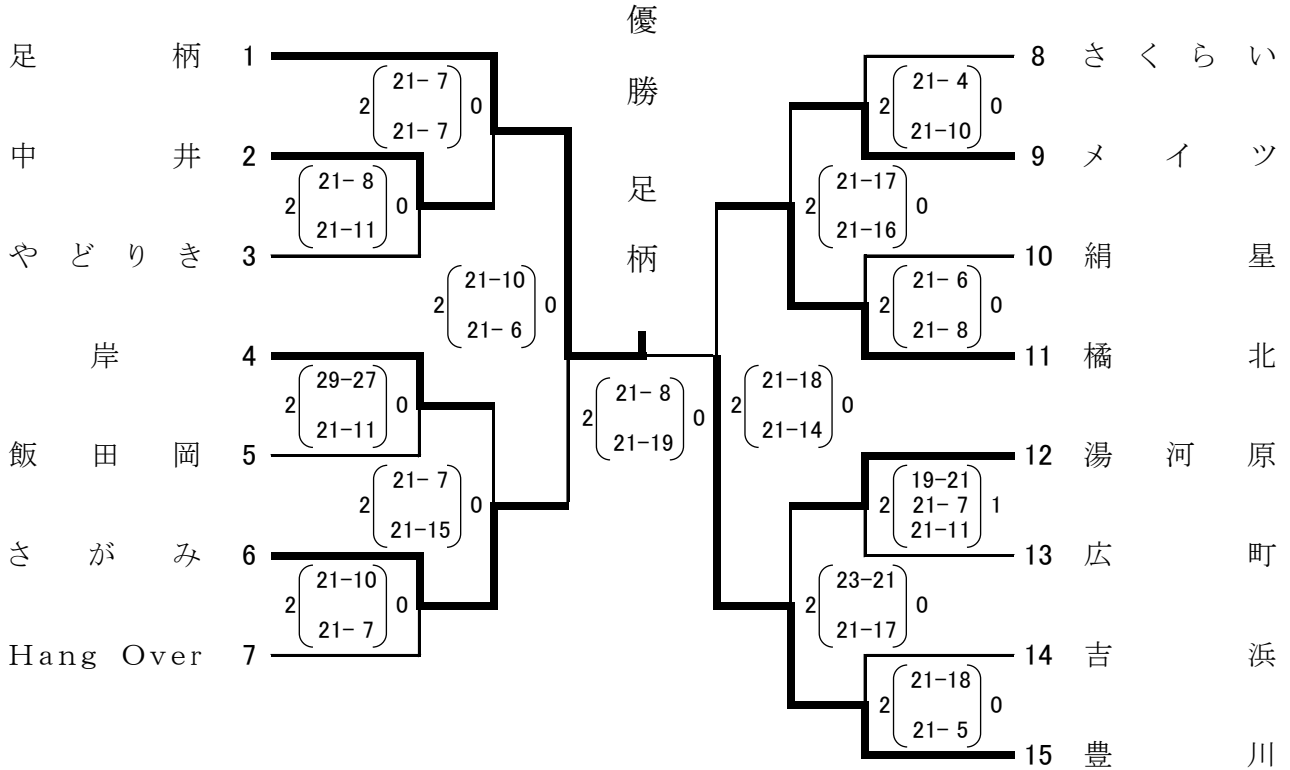 優勝 足柄
足柄 1
2 21- 7 0
21- 7
中井 2
2 21- 8 0
21-11
やどりき 3
2 21-10 0
21- 6
岸 4
2 29-27 0
21-11
飯田岡 5
2 21- 7 0
21-15
さがみ 6
2 21-10 0
21- 7
Hang Over 7
2 21- 8 0
21-19
8 さくらい
2 21- 4 0
21-10
9 メイツ
2 21-17 0
21-16
10 絹星
2 21- 6 0
21- 8
11 橘北
2 21-18 0
21-14
12 湯河原
19-21
2 21- 7 1
21-11
13 広町
2 23-21 0
21-17
14 吉浜
2 21-18 0
21- 5
15 豊川